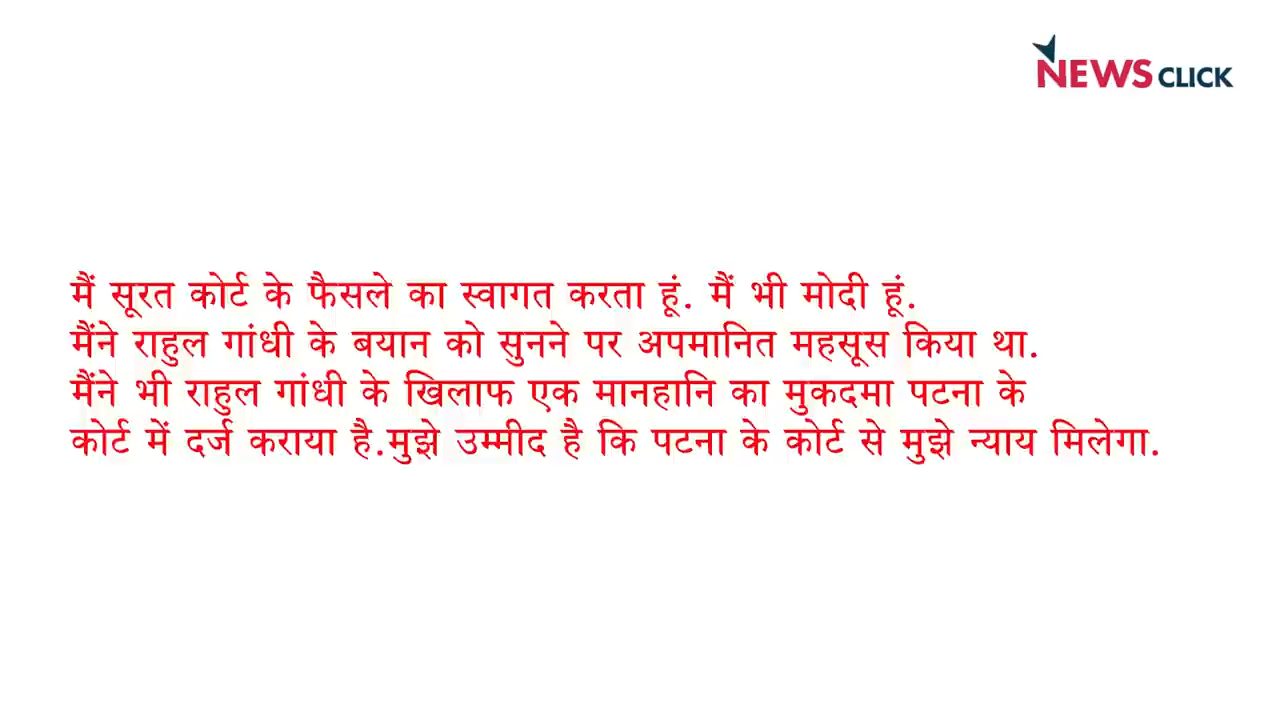 NEWS CLICK
मैं सूरत कोर्ट के फैसले का स्वागत करता हूं. मैं भी मोदी हूं.
मैंने राहुल गांधी के बयान को सुनने पर अपमानित महसूस किया था.
मैंने भी राहुल गांधी के खिलाफ एक मानहानि का मुकदमा पटना के
कोर्ट में दर्ज कराया है.मुझे उम्मीद है कि पटना के कोर्ट से मुझे न्याय मिलेगा.